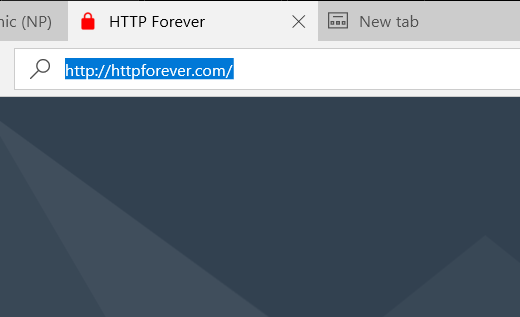 nic (NP)
HTTP Forever
New tab
http://httpforever.com/